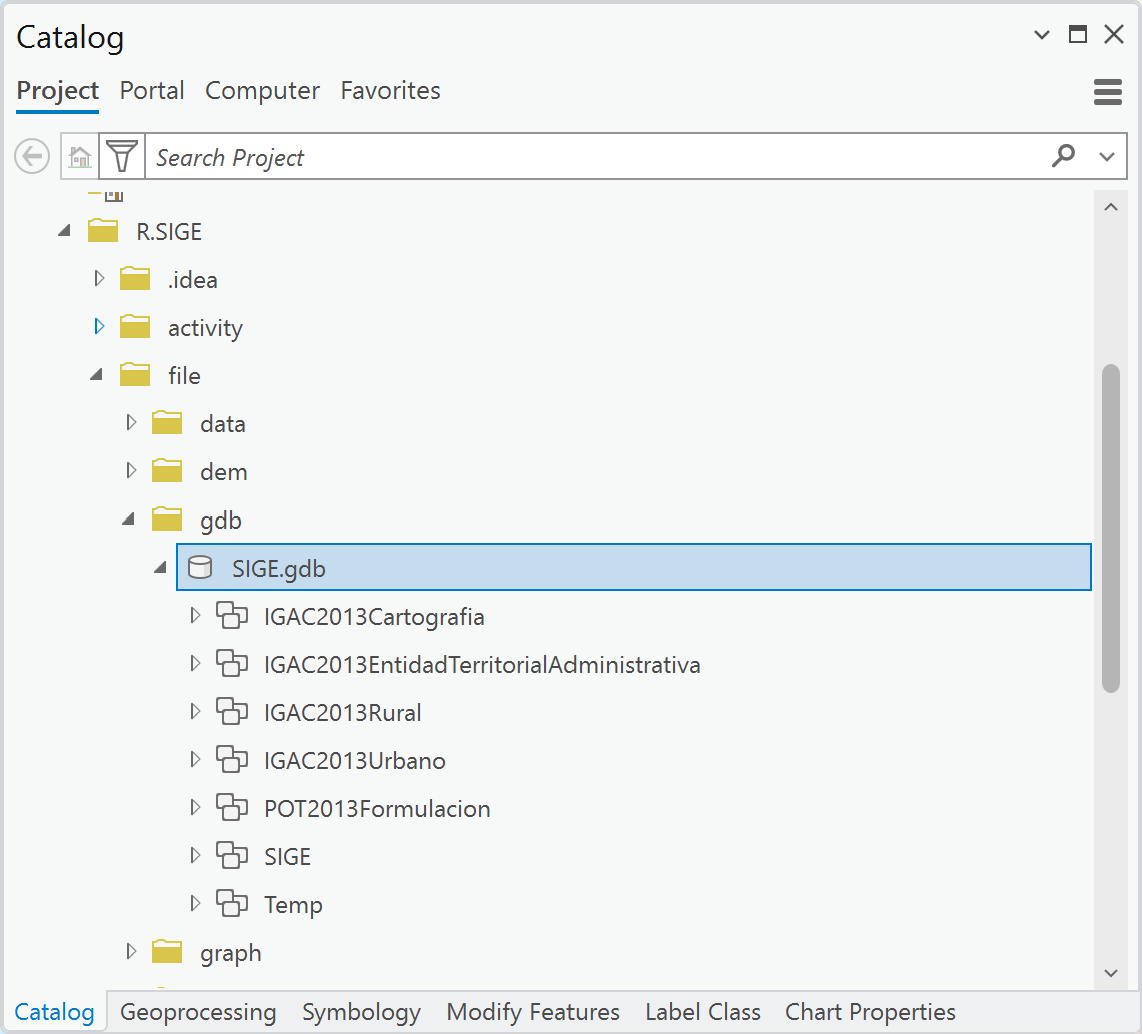 Catalog
Project Portal Computer Favorites
Search Project
R.SIGE
.idea
activity
file
data
dem
gdb
SIGE.gdb
IGAC2013Cartografia
IGAC2013EntidadTerritorialAdministrativa
IGAC2013Rural
IGAC2013Urbano
POT2013Formulacion
SIGE
Temp
graph
Catalog Geoprocessing Symbology Modify Features Label Class Chart Properties